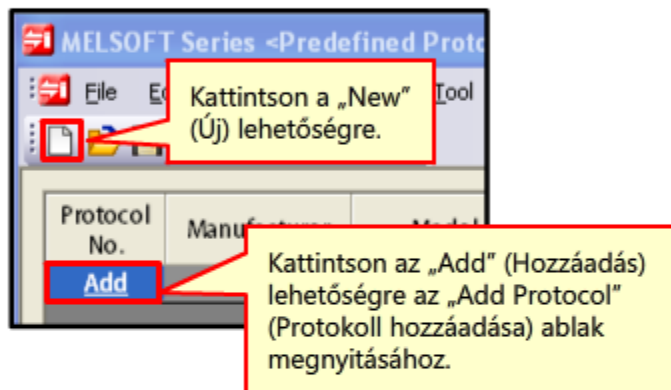 MELSOFT Series <Predefined Proto
File
Tool
Kattintson a „New”
(Új) lehetőségre.
Protocol
No.
Add
Kattintson az „Add” (Hozzáadás)
lehetőségre az „Add Protocol”
(Protokoll hozzáadása) ablak
megnyitásához.